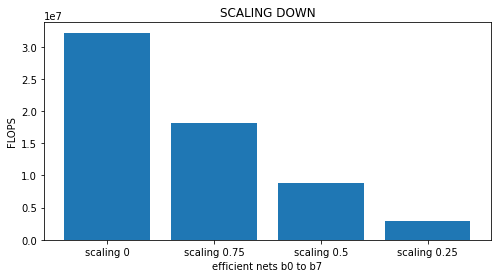 SCALING DOWN
1e7
3.0
2.5
2.0
1.5
1.0
0.5
0.0
FLOPS
scaling 0 scaling 0.75 scaling 0.5 scaling 0.25
efficient nets b0 to b7